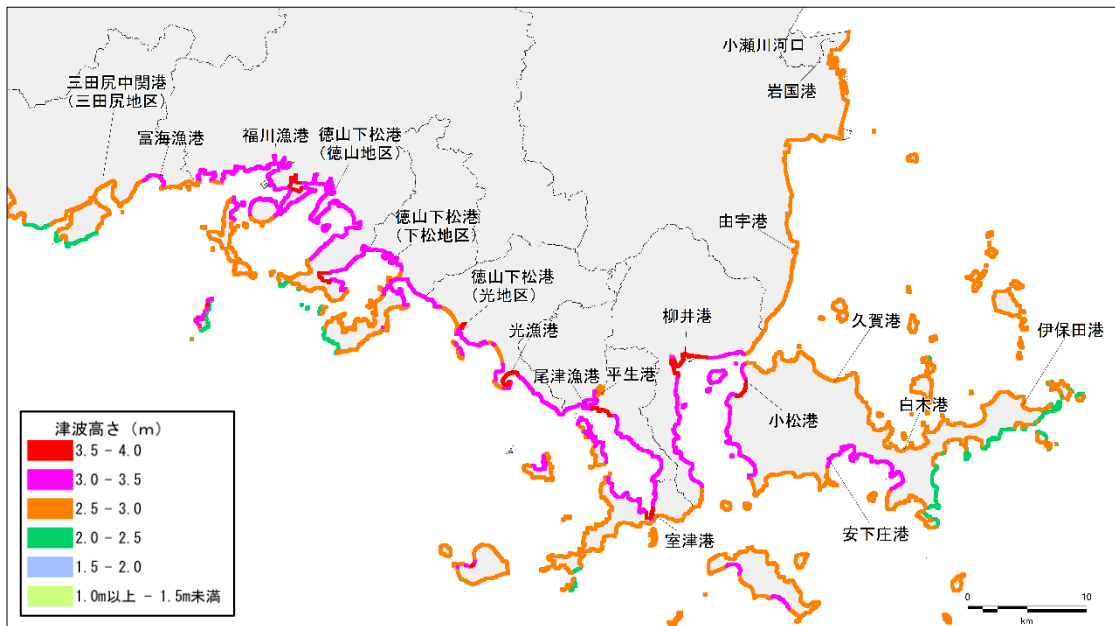 小瀬川河口
岩国港
三田尻中関港
(三田尻地区)
富海漁港
福川漁港
徳山下松港
(徳山地区)
徳山下松港
(下松地区)
徳山下松港
(光地区)
光漁港
尾津漁港
平生港
柳井港
由宇港
久賀港
伊保田港
白木港
小松港
安下庄港
室津港
津波高さ(m)
3.5 - 4.0
3.0 - 3.5
2.5 - 3.0
2.0 - 2.5
1.5 - 2.0
1.0m以上 - 1.5m未満
0 5 10
km